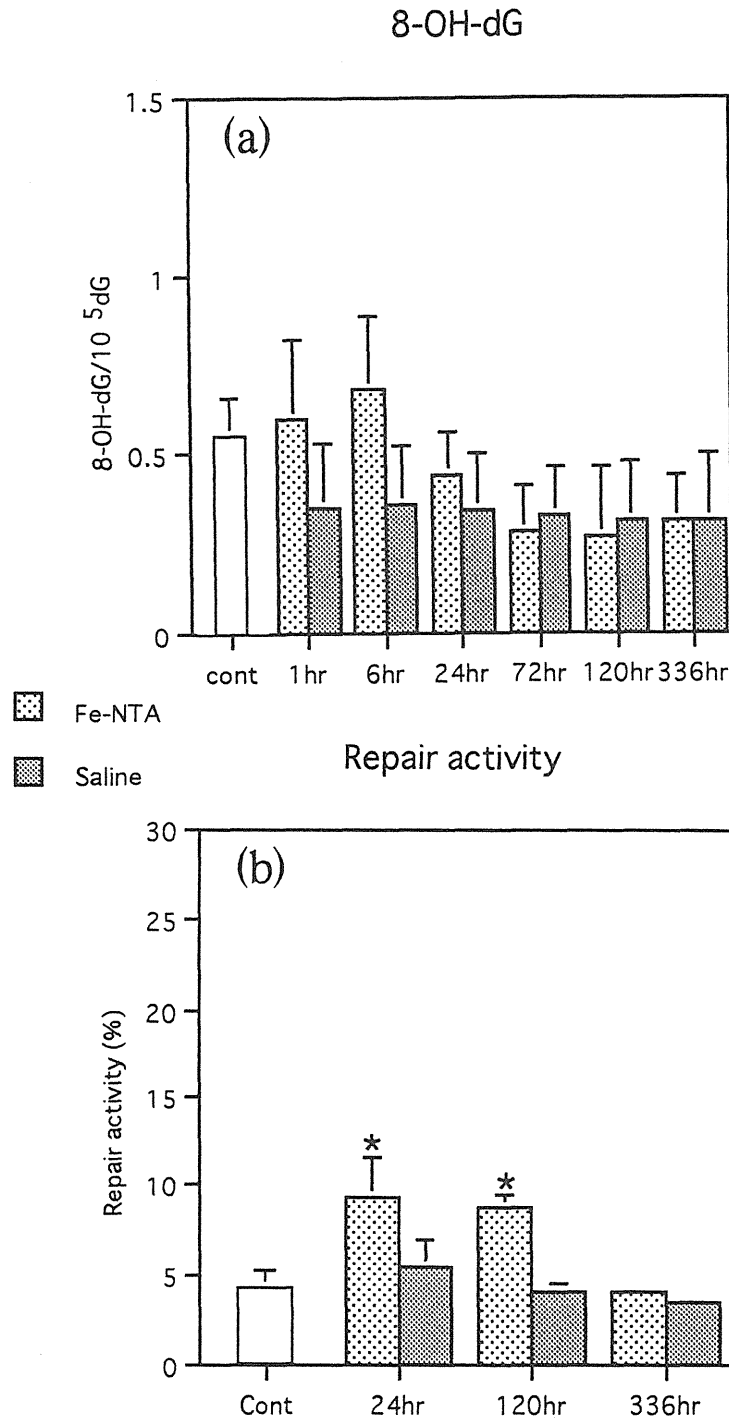 8-OH-dG
(a)
1.5
1
0.5
0
8-OH-dG/10 5dG
cont 1hr 6hr 24hr 72hr 120hr 336hr
Fe-NTA
Saline
Repair activity
(b)
30
25
20
15
10
5
0
Repair activity (%)
*
*
Cont 24hr 120hr 336hr